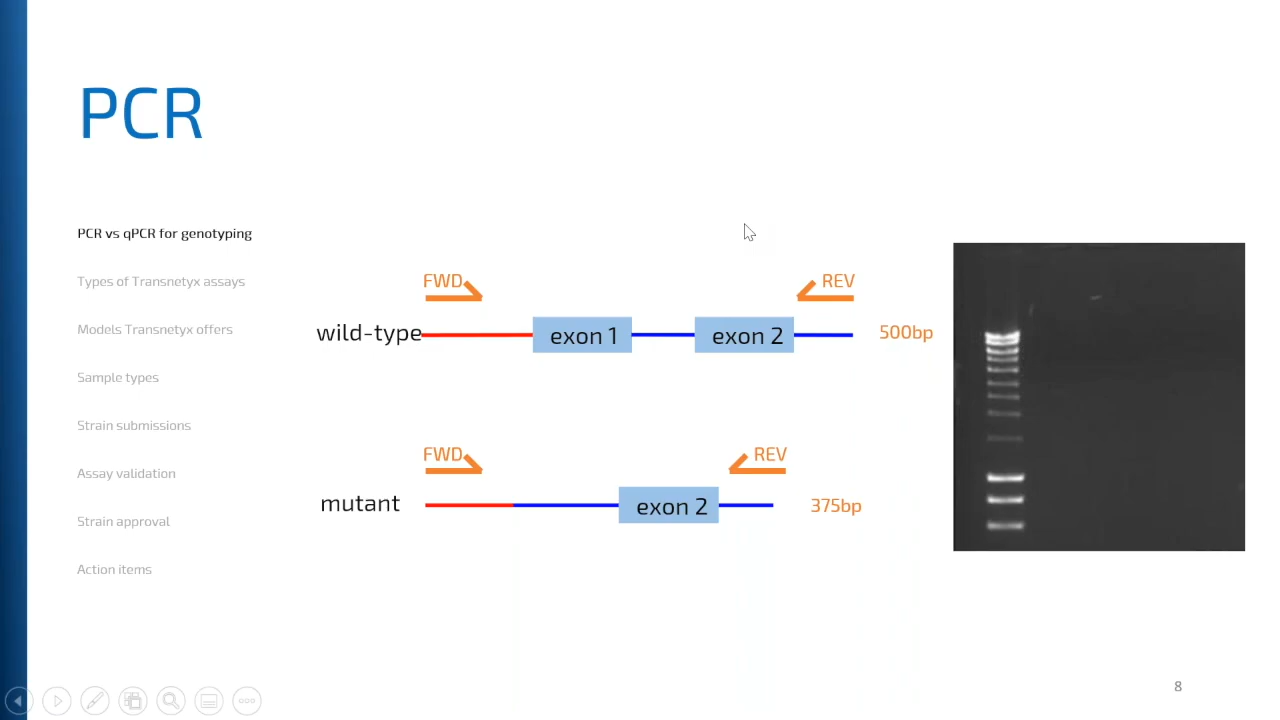 PCR
PCR vs qPCR for genotyping
Types of Transnetyx assays
Models Transnetyx offers
Sample types
Strain submissions
Assay validation
Strain approval
Action items
FWD
REV
wild-type
exon 1
exon 2
500bp
FWD
REV
mutant
exon 2
375bp
8